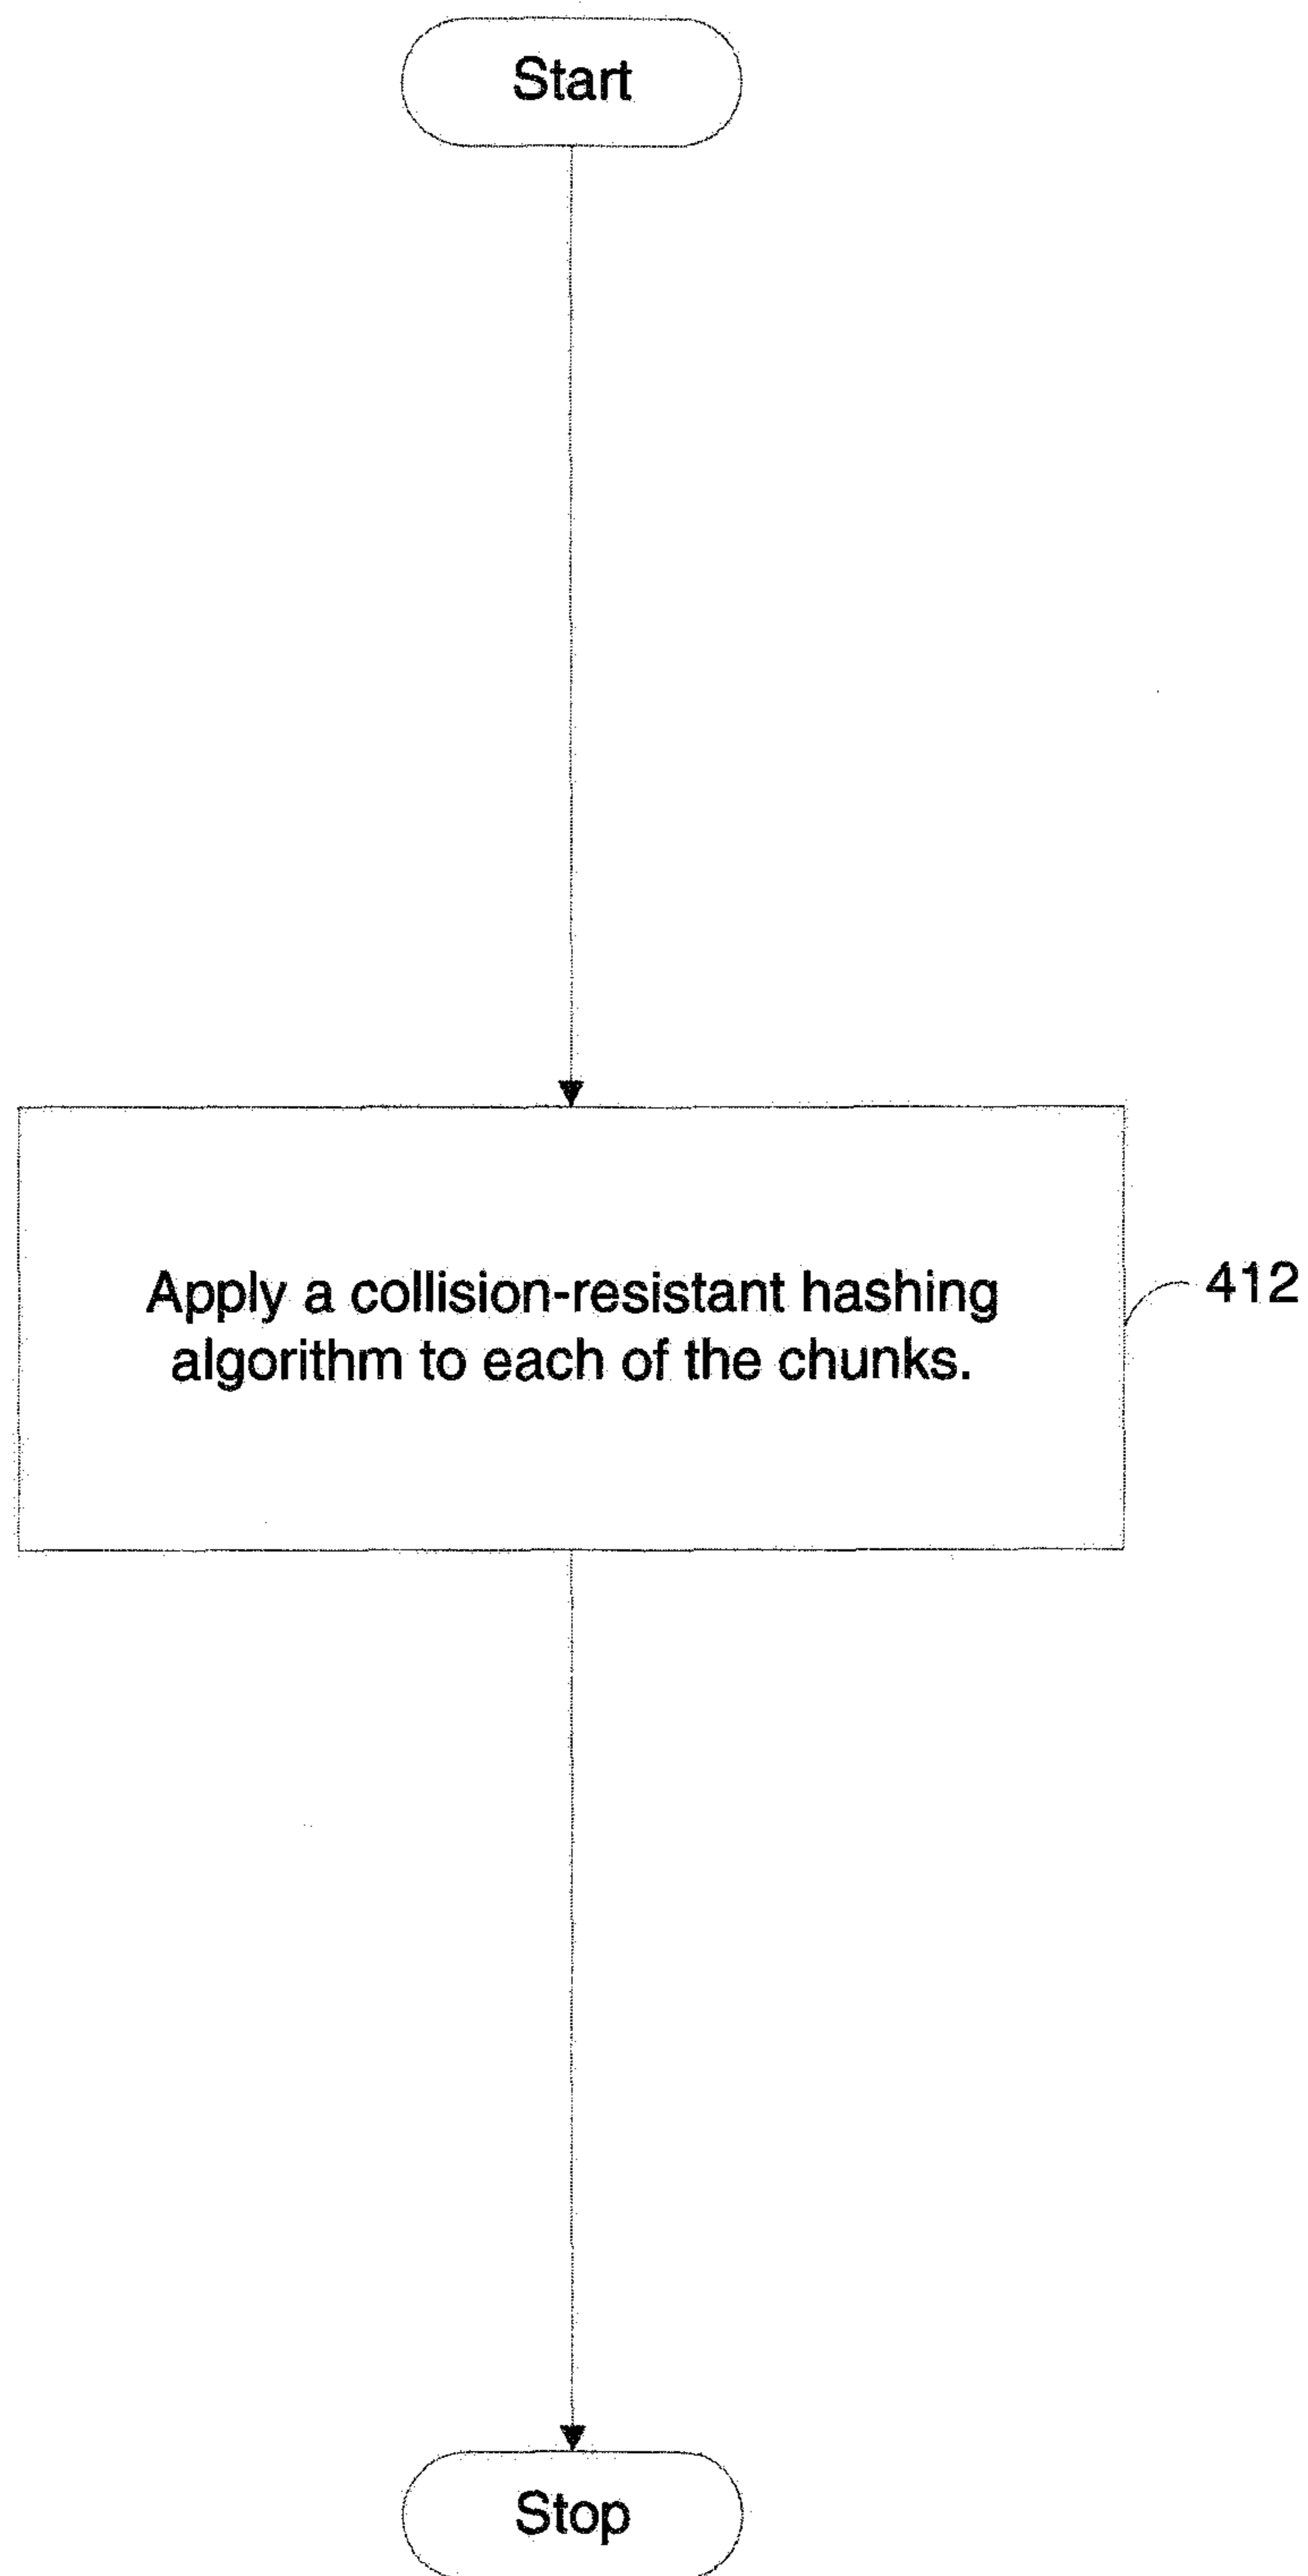 Start
Apply a collision-resistant hashing
algorithm to each of the chunks.
412
Stop